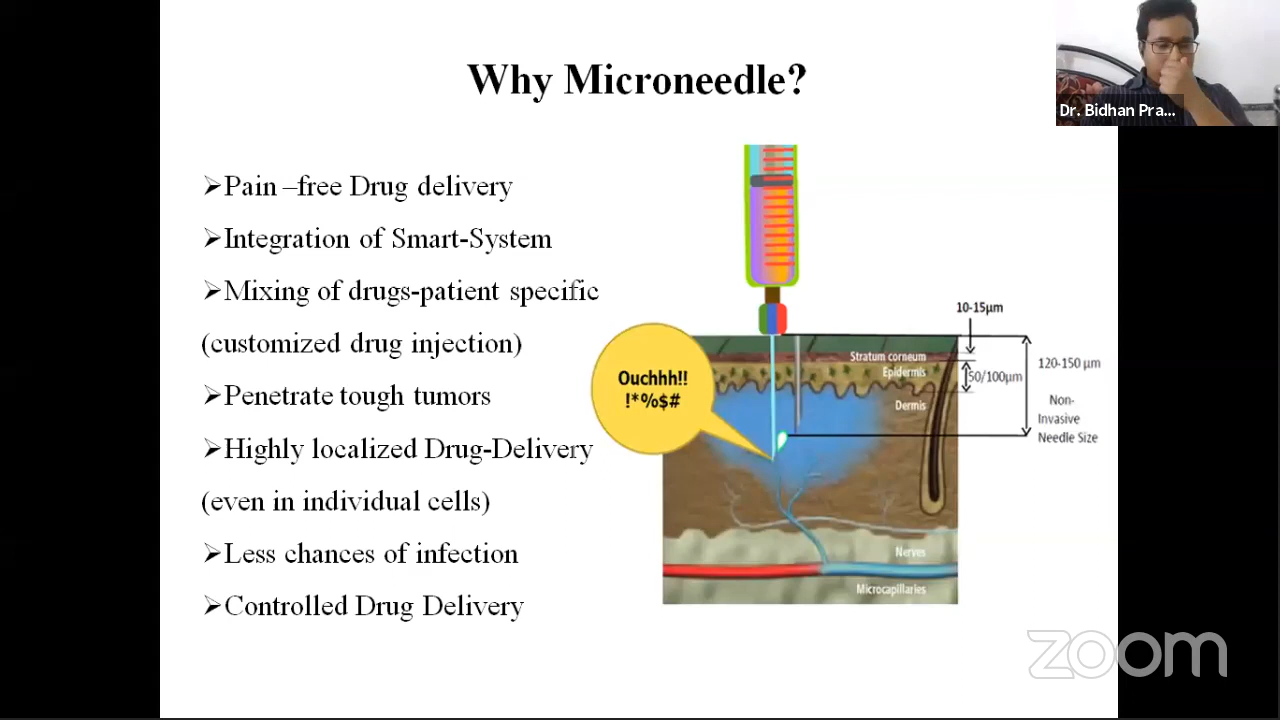 Why Microneedle?
Dr. Bidhan Pra...
➢Pain –free Drug delivery
➢Integration of Smart-System
➢Mixing of drugs-patient specific
(customized drug injection)
➢Penetrate tough tumors
➢Highly localized Drug-Delivery
(even in individual cells)
➢Less chances of infection
➢Controlled Drug Delivery
Ouchhh!!
!*%$#
10-15µm
Stratum corneum
Epidermis
50/100µm
Dermis
120-150 µm
Non-
Invasive
Needle Size
Nerves
Microcapillaries
zoom